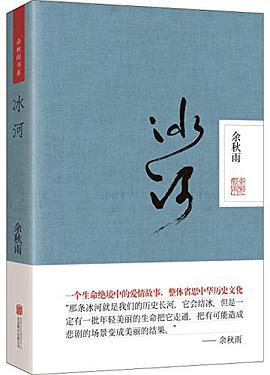 余秋雨书系
冰河
余秋雨
冰河
余秋雨
一个生命绝境中的爱情故事，整体省思中华历史文化
“那条冰河就是我们的历史长河，它会结冰，但是一
定有一批年轻美丽的生命把它走通，把有可能造成
悲剧的场景变成美丽的结果。”
——余秋雨